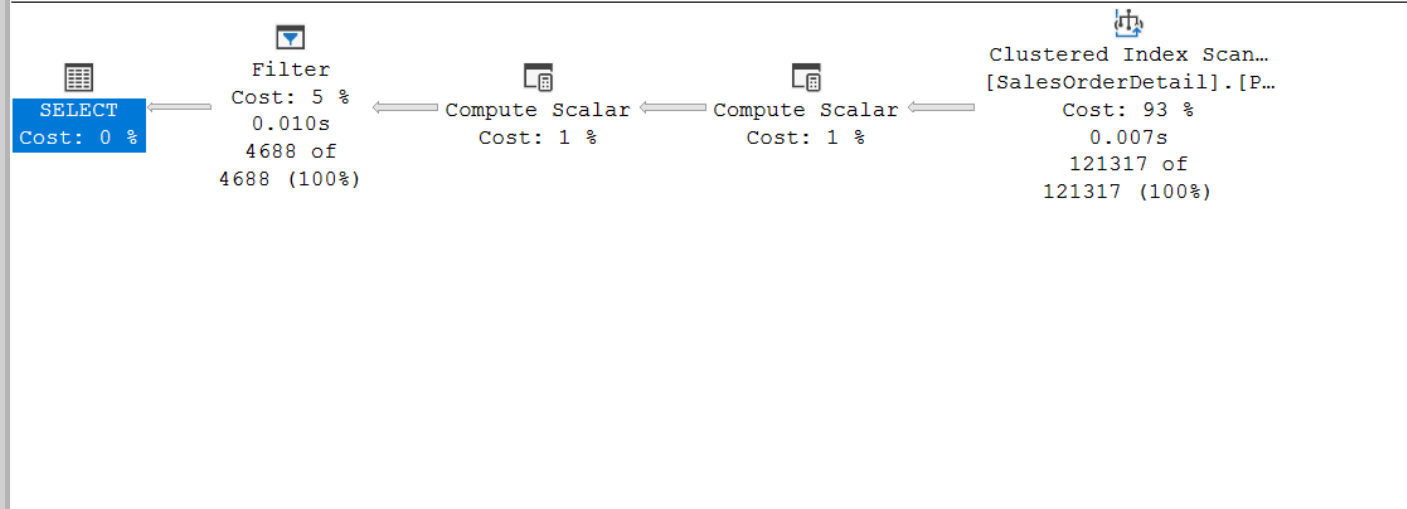 SELECT
Cost: 0 %
Filter
Cost: 5 %
0.010s
4688 of
4688 (100%)
Compute Scalar
Cost: 1 %
Compute Scalar
Cost: 1 %
Clustered Index Scan…
[SalesOrderDetail].[P…
Cost: 93 %
0.007s
121317 of
121317 (100%)